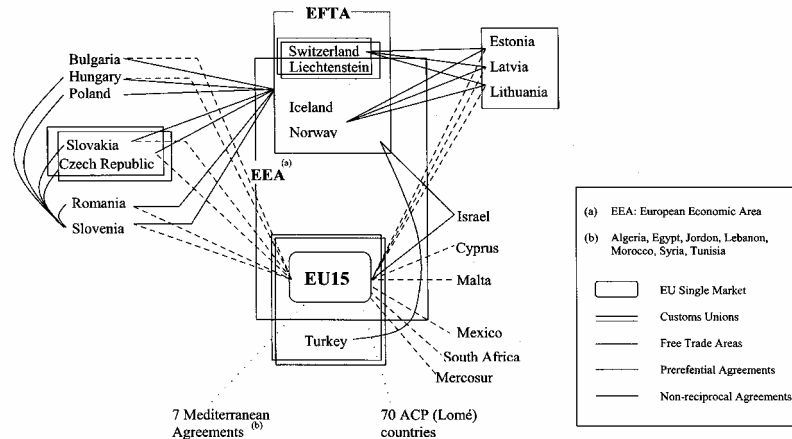 EFTA
Switzerland
Liechtenstein
Iceland
Norway
Bulgaria
Hungary
Poland
Slovakia
Czech Republic
Romania
Slovenia
Estonia
Latvia
Lithuania
EEA (a)
EU15
Turkey
Israel
Cyprus
Malta
Mexico
South Africa
Mercosur
7 Mediterranean
Agreements (b)
70 ACP (Lomé)
countries
(a) EEA: European Economic Area
(b) Algeria, Egypt, Jordon, Lebanon,
Morocco, Syria, Tunisia
EU Single Market
Customs Unions
Free Trade Areas
Prerefential Agreements
Non-reciprocal Agreements